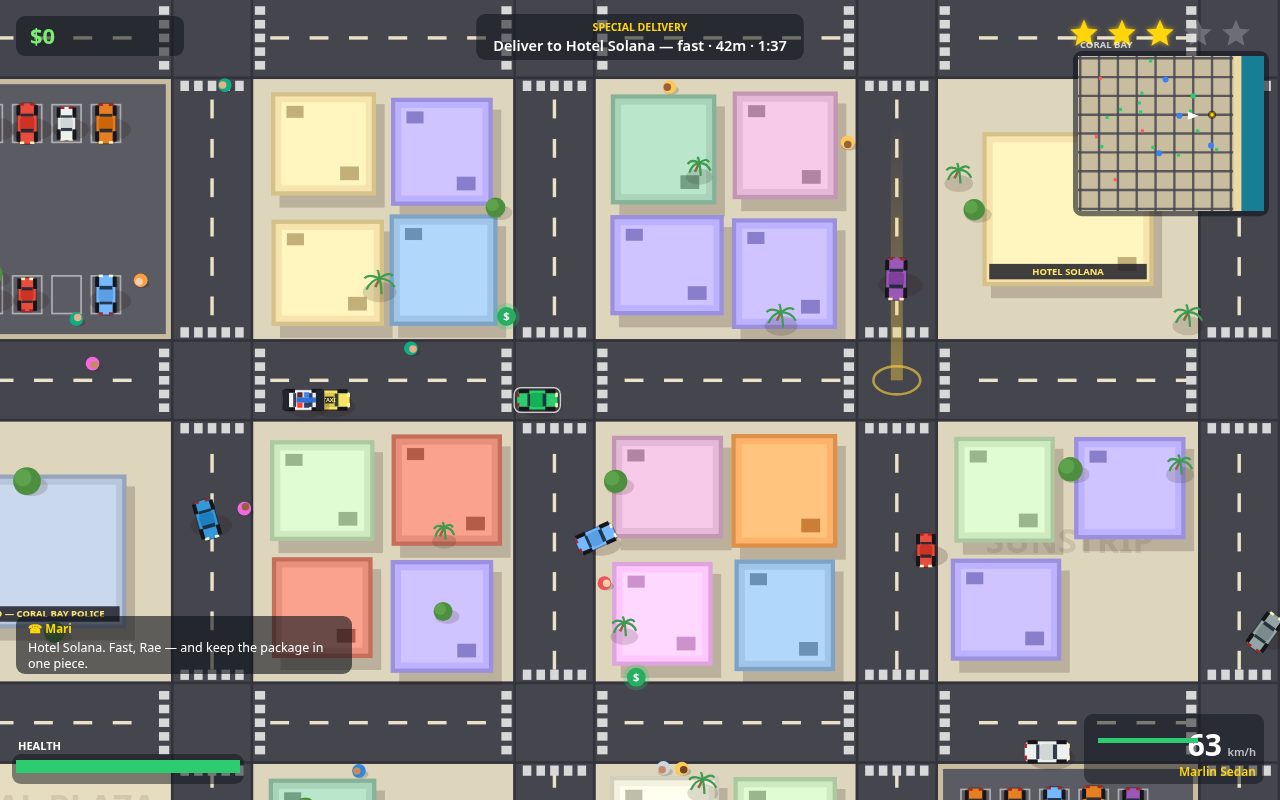 $0
SPECIAL DELIVERY
Deliver to Hotel Solana — fast · 42m · 1:37
CORAL BAY
HOTEL SOLANA
$
TAXI
SUNSTRIP
— CORAL BAY POLICE
☎ Mari
Hotel Solana. Fast, Rae — and keep the package in
one piece.
$
HEALTH
63 km/h
Marlin Sedan
PLAZA